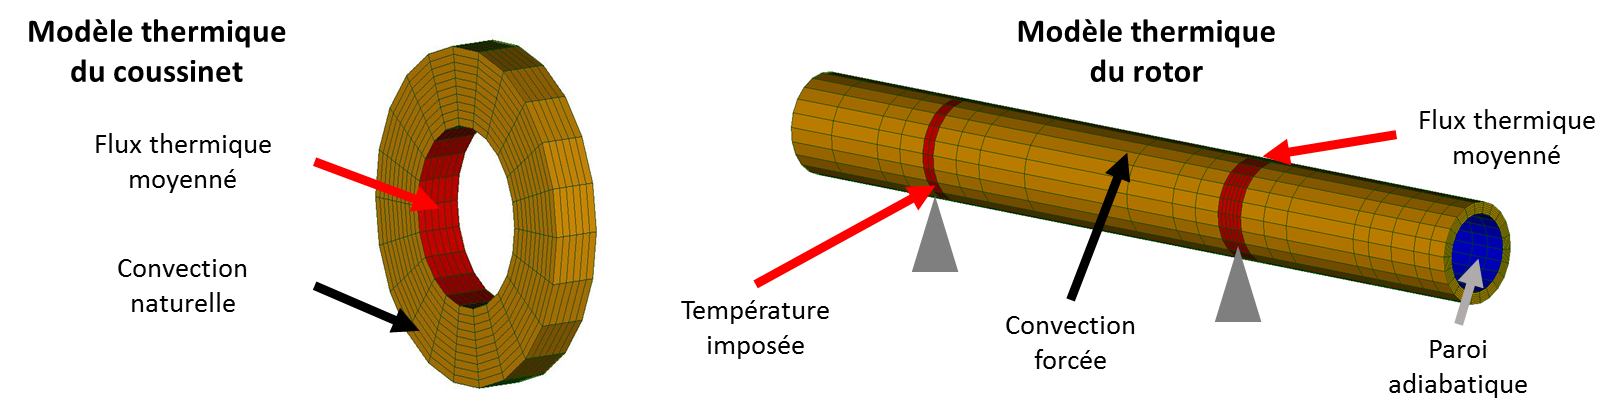 Modèle thermique
du coussinet
Flux thermique
moyenné
Convection
naturelle
Modèle thermique
du rotor
Flux thermique
moyenné
Température
imposée
Convection
forcée
Paroi
adiabatique